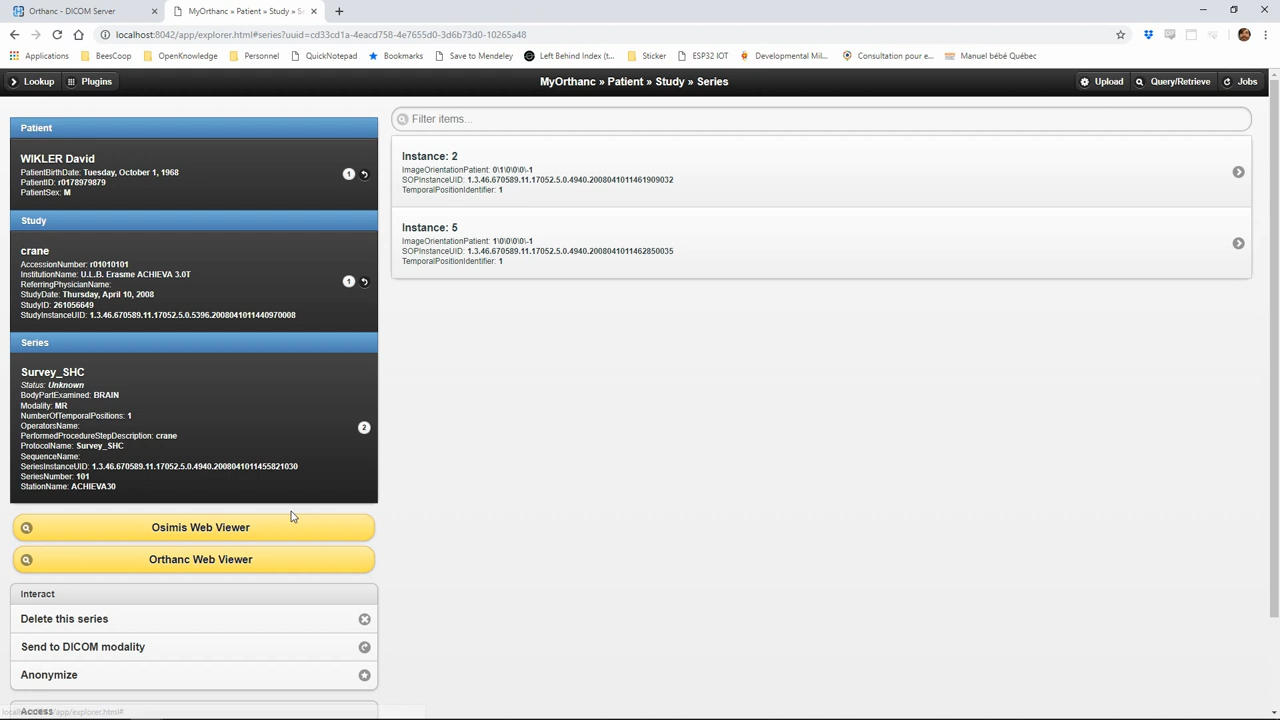 Orthanc - DICOM Server
MyOrthanc » Patient » Study » Se
localhost:8042/app/explorer.html#series?uuid=cd33cd1a-4eacd758-4e7655d0-3d6b73d0-10265a48
Applications BeesCoop OpenKnowledge Personnel QuickNotepad Bookmarks Save to Mendeley Left Behind Index (t... Sticker ESP32 IOT Developmental Mil... Consultation pour e... Manuel bébé Québec
Lookup Plugins MyOrthanc » Patient » Study » Series Upload Query/Retrieve Jobs
Patient
WIKLER David
PatientBirthDate: Tuesday, October 1, 1968
PatientID: r0178979879
PatientSex: M
1
Study
crane
AccessionNumber: r01010101
InstitutionName: U.L.B. Erasme ACHIEVA 3.0T
ReferringPhysicianName:
StudyDate: Thursday, April 10, 2008
StudyID: 261056649
StudyInstanceUID: 1.3.46.670589.11.17052.5.0.5396.2008041011440970008
1
Series
Survey_SHC
Status: Unknown
BodyPartExamined: BRAIN
Modality: MR
NumberOfTemporalPositions: 1
OperatorsName:
PerformedProcedureStepDescription: crane
ProtocolName: Survey_SHC
SequenceName:
SeriesInstanceUID: 1.3.46.670589.11.17052.5.0.4940.2008041011455821030
SeriesNumber: 101
StationName: ACHIEVA30
2
Osimis Web Viewer
Orthanc Web Viewer
Interact
Delete this series
Send to DICOM modality
Anonymize
Access
Filter items...
Instance: 2
ImageOrientationPatient: 0\1\0\0\0\-1
SOPInstanceUID: 1.3.46.670589.11.17052.5.0.4940.2008041011461909032
TemporalPositionIdentifier: 1
Instance: 5
ImageOrientationPatient: 1\0\0\0\0\-1
SOPInstanceUID: 1.3.46.670589.11.17052.5.0.4940.2008041011462850035
TemporalPositionIdentifier: 1